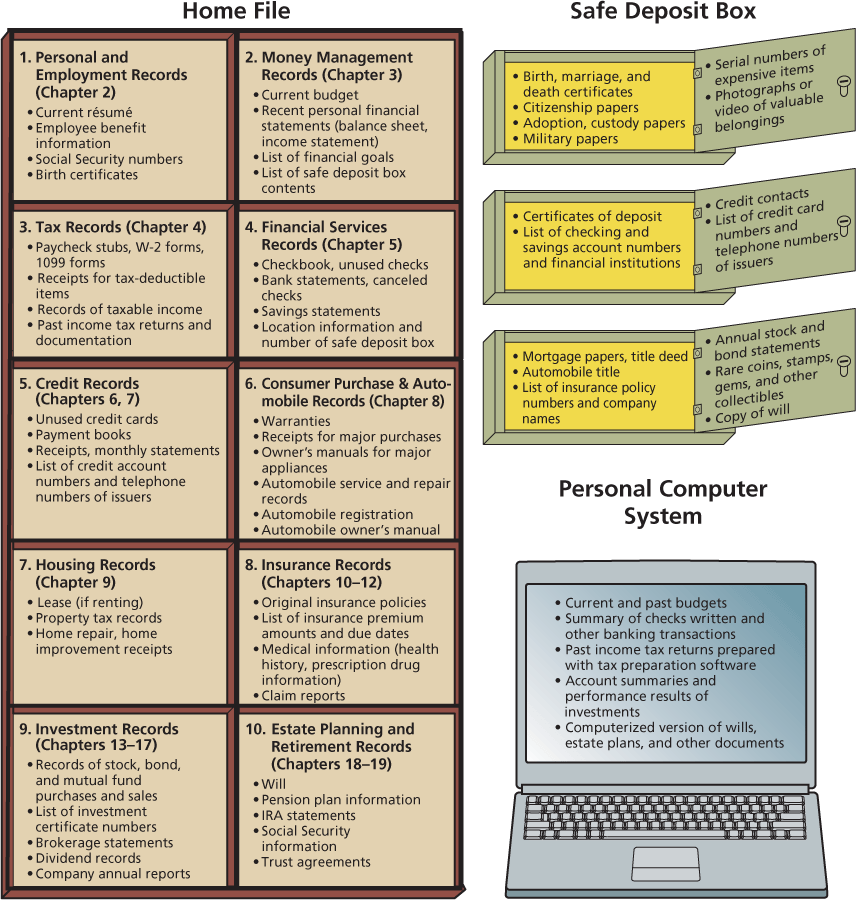 Home File
1. Personal and
Employment Records
(Chapter 2)
• Current résumé
• Employee benefit
information
• Social Security numbers
• Birth certificates
2. Money Management
Records (Chapter 3)
• Current budget
• Recent personal financial
statements (balance sheet,
income statement)
• List of financial goals
• List of safe deposit box
contents
3. Tax Records (Chapter 4)
• Paycheck stubs, W-2 forms,
1099 forms
• Receipts for tax-deductible
items
• Records of taxable income
• Past income tax returns and
documentation
4. Financial Services
Records (Chapter 5)
• Checkbook, unused checks
• Bank statements, canceled
checks
• Savings statements
• Location information and
number of safe deposit box
5. Credit Records
(Chapters 6, 7)
• Unused credit cards
• Payment books
• Receipts, monthly statements
• List of credit account
numbers and telephone
numbers of issuers
6. Consumer Purchase & Auto-
mobile Records (Chapter 8)
• Warranties
• Receipts for major purchases
• Owner's manuals for major
appliances
• Automobile service and repair
records
• Automobile registration
• Automobile owner's manual
7. Housing Records
(Chapter 9)
• Lease (if renting)
• Property tax records
• Home repair, home
improvement receipts
8. Insurance Records
(Chapters 10–12)
• Original insurance policies
• List of insurance premium
amounts and due dates
• Medical information (health
history, prescription drug
information)
• Claim reports
9. Investment Records
(Chapters 13–17)
• Records of stock, bond,
and mutual fund
purchases and sales
• List of investment
certificate numbers
• Brokerage statements
• Dividend records
• Company annual reports
10. Estate Planning and
Retirement Records
(Chapters 18–19)
• Will
• Pension plan information
• IRA statements
• Social Security
information
• Trust agreements
Safe Deposit Box
• Birth, marriage, and
death certificates
• Citizenship papers
• Adoption, custody papers
• Military papers
• Serial numbers of
expensive items
• Photographs or
video of valuable
belongings
• Certificates of deposit
• List of checking and
savings account numbers
and financial institutions
• Credit contacts
• List of credit card
numbers and
telephone numbers
of issuers
• Mortgage papers, title deed
• Automobile title
• List of insurance policy
numbers and company
names
• Annual stock and
bond statements
• Rare coins, stamps,
gems, and other
collectibles
• Copy of will
Personal Computer
System
• Current and past budgets
• Summary of checks written and
other banking transactions
• Past income tax returns prepared
with tax preparation software
• Account summaries and
performance results of
investments
• Computerized version of wills,
estate plans, and other documents